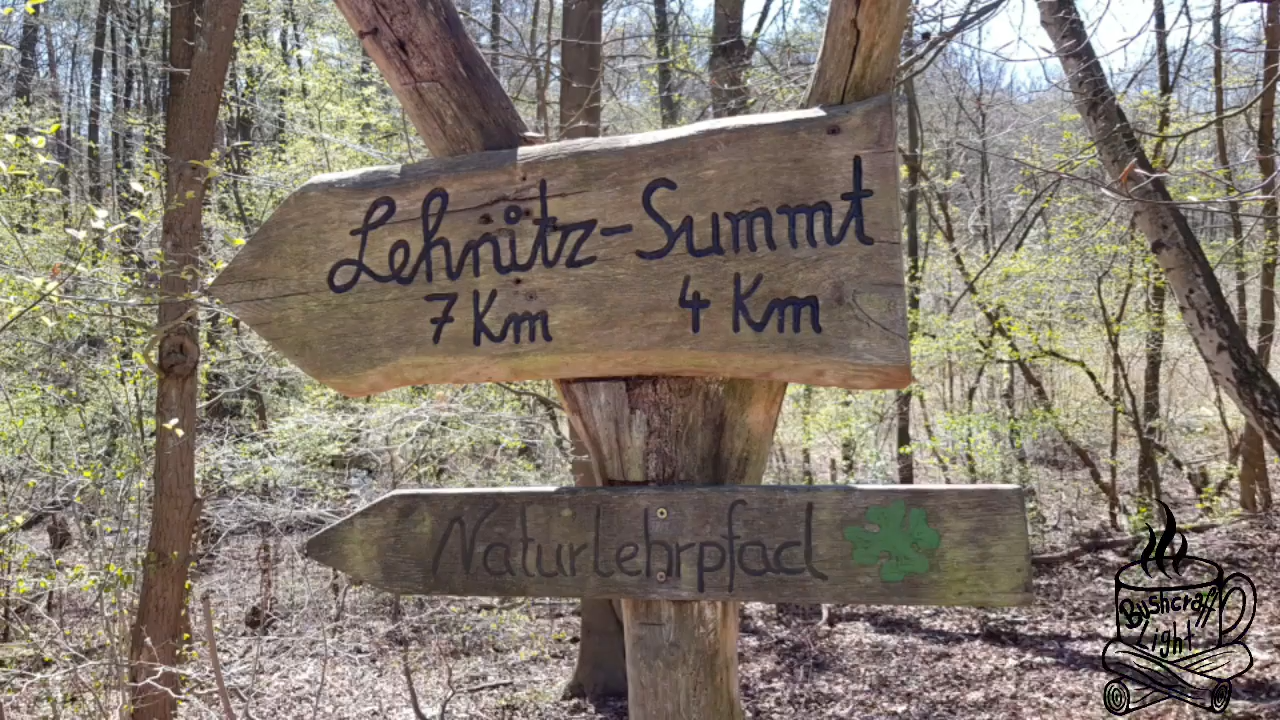 Lehnitz-Summt
7 Km 4 Km
Naturlehrpfad
Bushcraft
Light